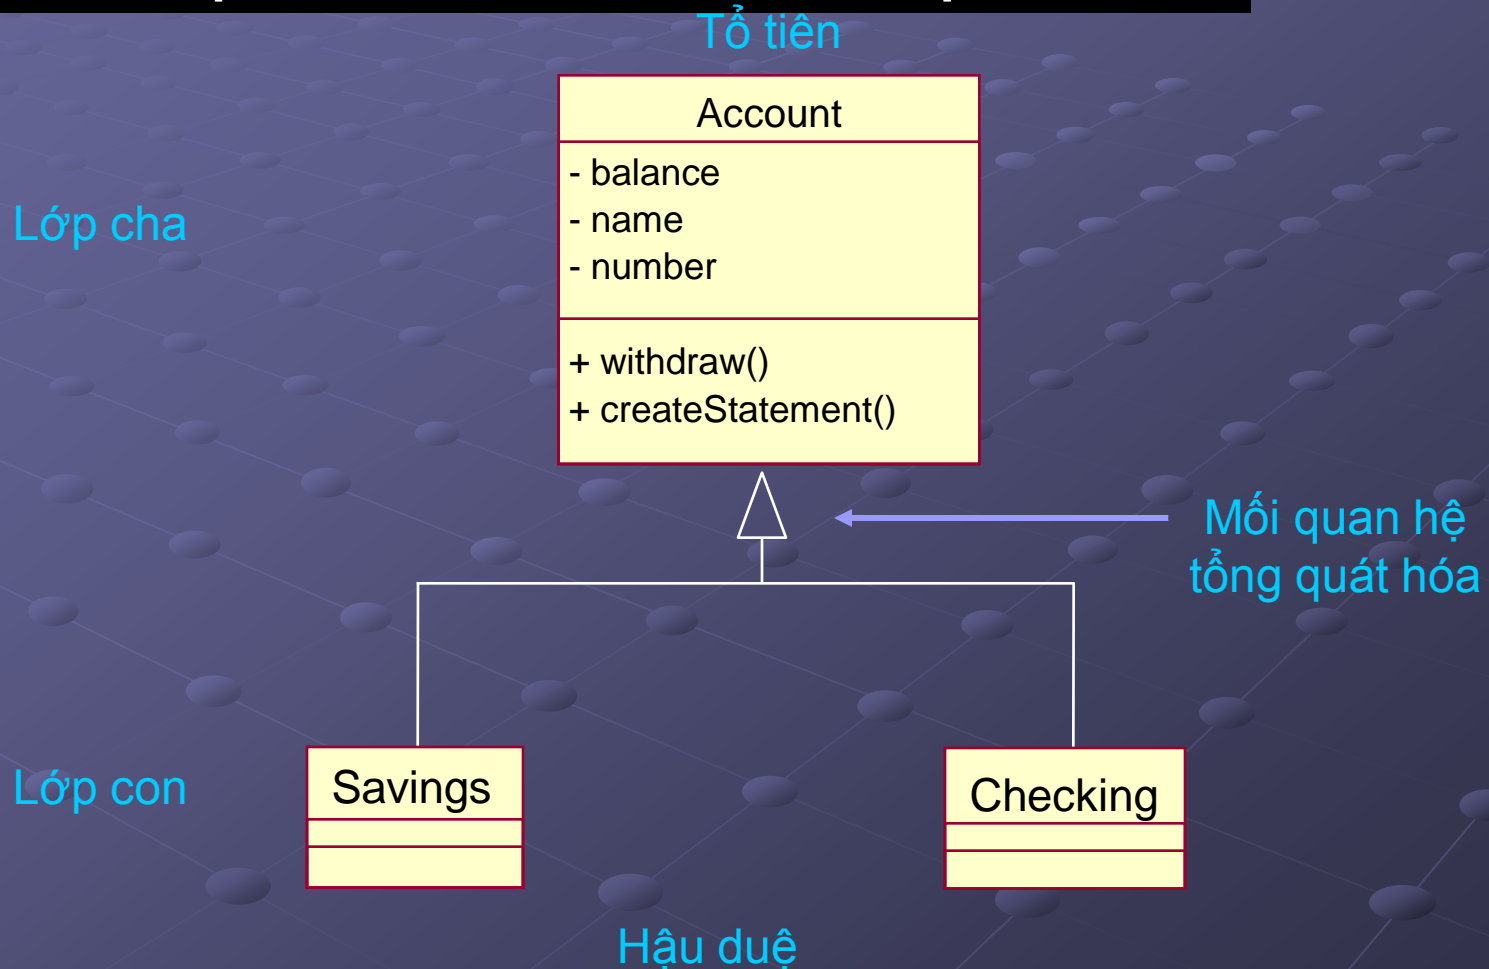 Tổ tiên
Account
- balance
- name
- number
+ withdraw()
+ createStatement()
Lớp cha
Mối quan hệ
tổng quát hóa
Lớp con
Savings
Checking
Hậu duệ